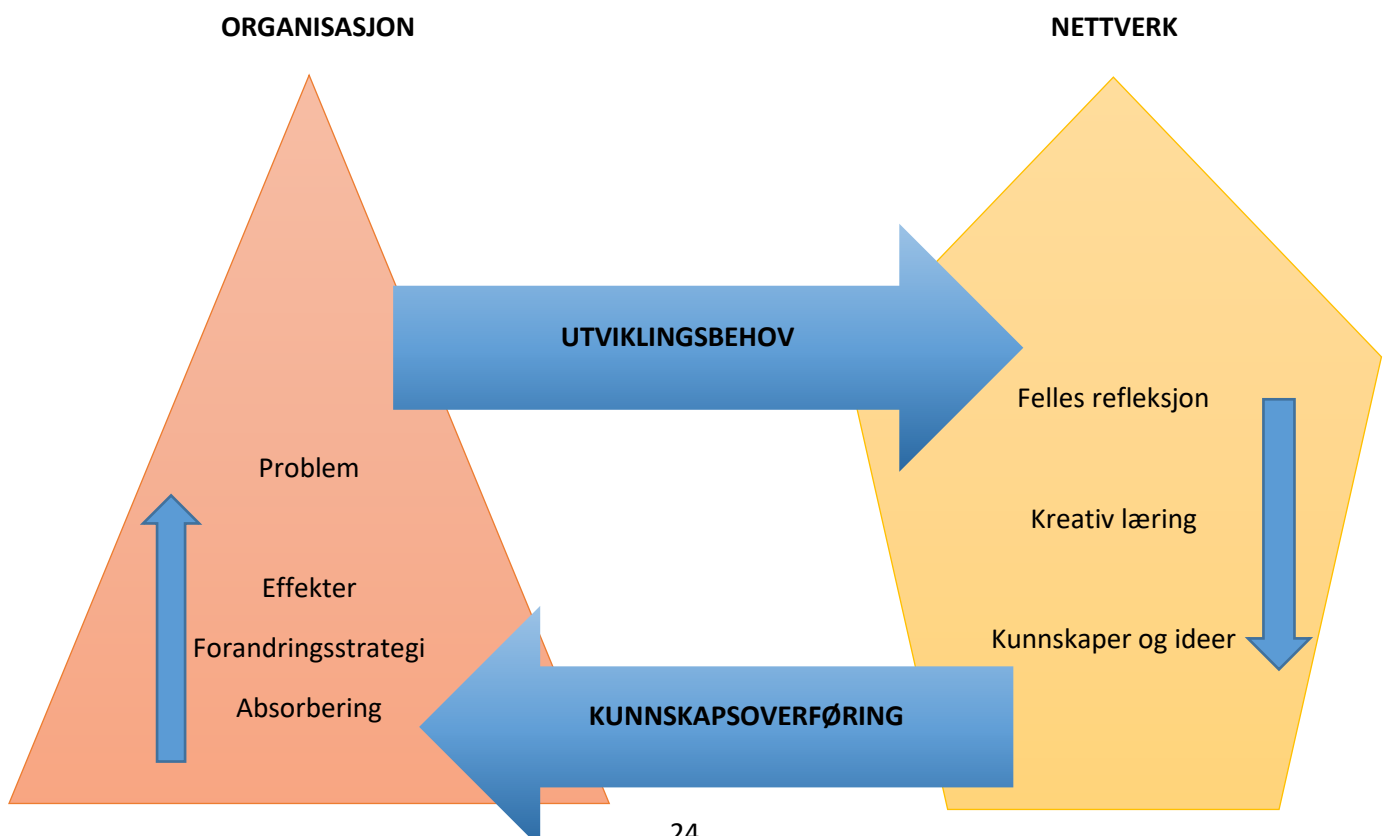 ORGANISASJON
NETTVERK
UTVIKLINGSBEHOV
Felles refleksjon
Problem
Kreativ læring
Effekter
Forandringsstrategi
Kunnskaper og ideer
Absorbering
KUNNSKAPSOVERFØRING
24